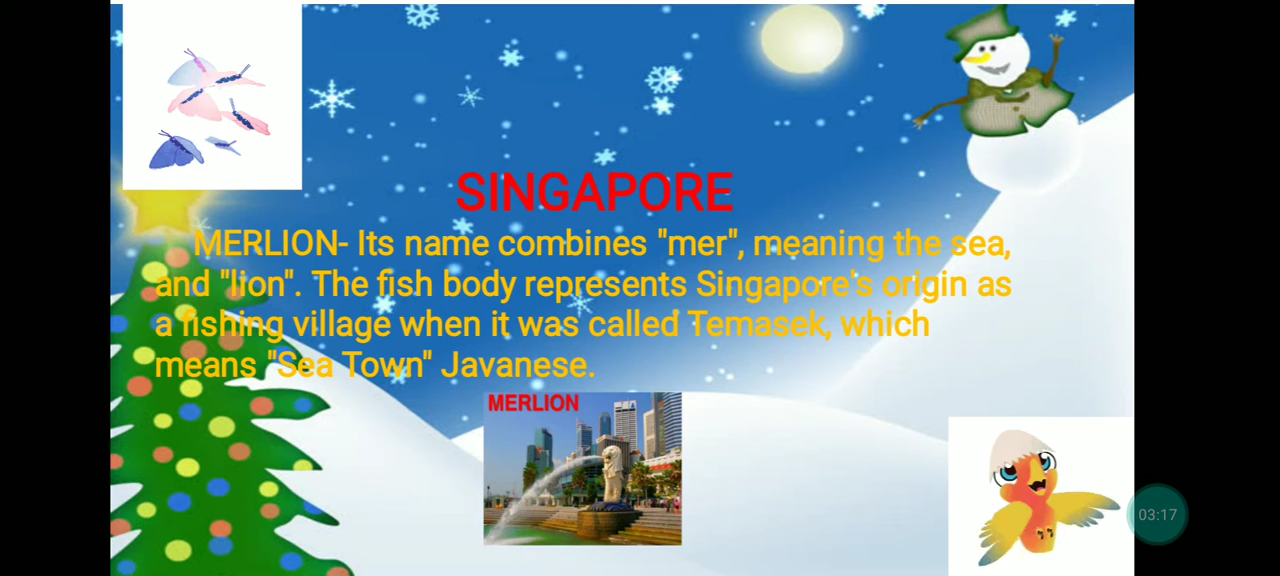 SINGAPORE
MERLION- Its name combines "mer", meaning the sea,
and "lion". The fish body represents Singapore's origin as
a fishing village when it was called Temasek, which
means "Sea Town" Javanese.
MERLION
03:17